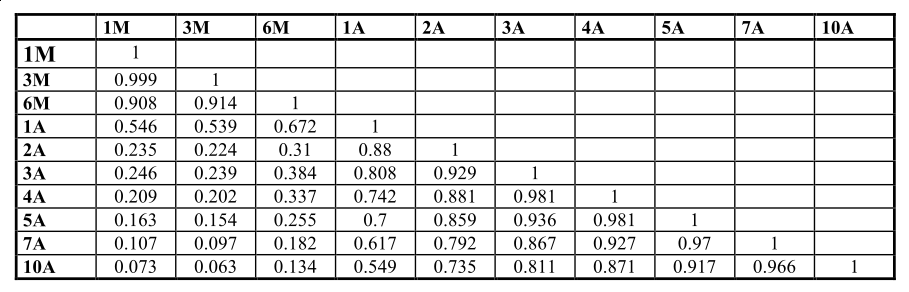 1M 3M 6M 1A 2A 3A 4A 5A 7A 10A
1M 1
3M 0.999 1
6M 0.908 0.914 1
1A 0.546 0.539 0.672 1
2A 0.235 0.224 0.31 0.88 1
3A 0.246 0.239 0.384 0.808 0.929 1
4A 0.209 0.202 0.337 0.742 0.881 0.981 1
5A 0.163 0.154 0.255 0.7 0.859 0.936 0.981 1
7A 0.107 0.097 0.182 0.617 0.792 0.867 0.927 0.97 1
10A 0.073 0.063 0.134 0.549 0.735 0.811 0.871 0.917 0.966 1